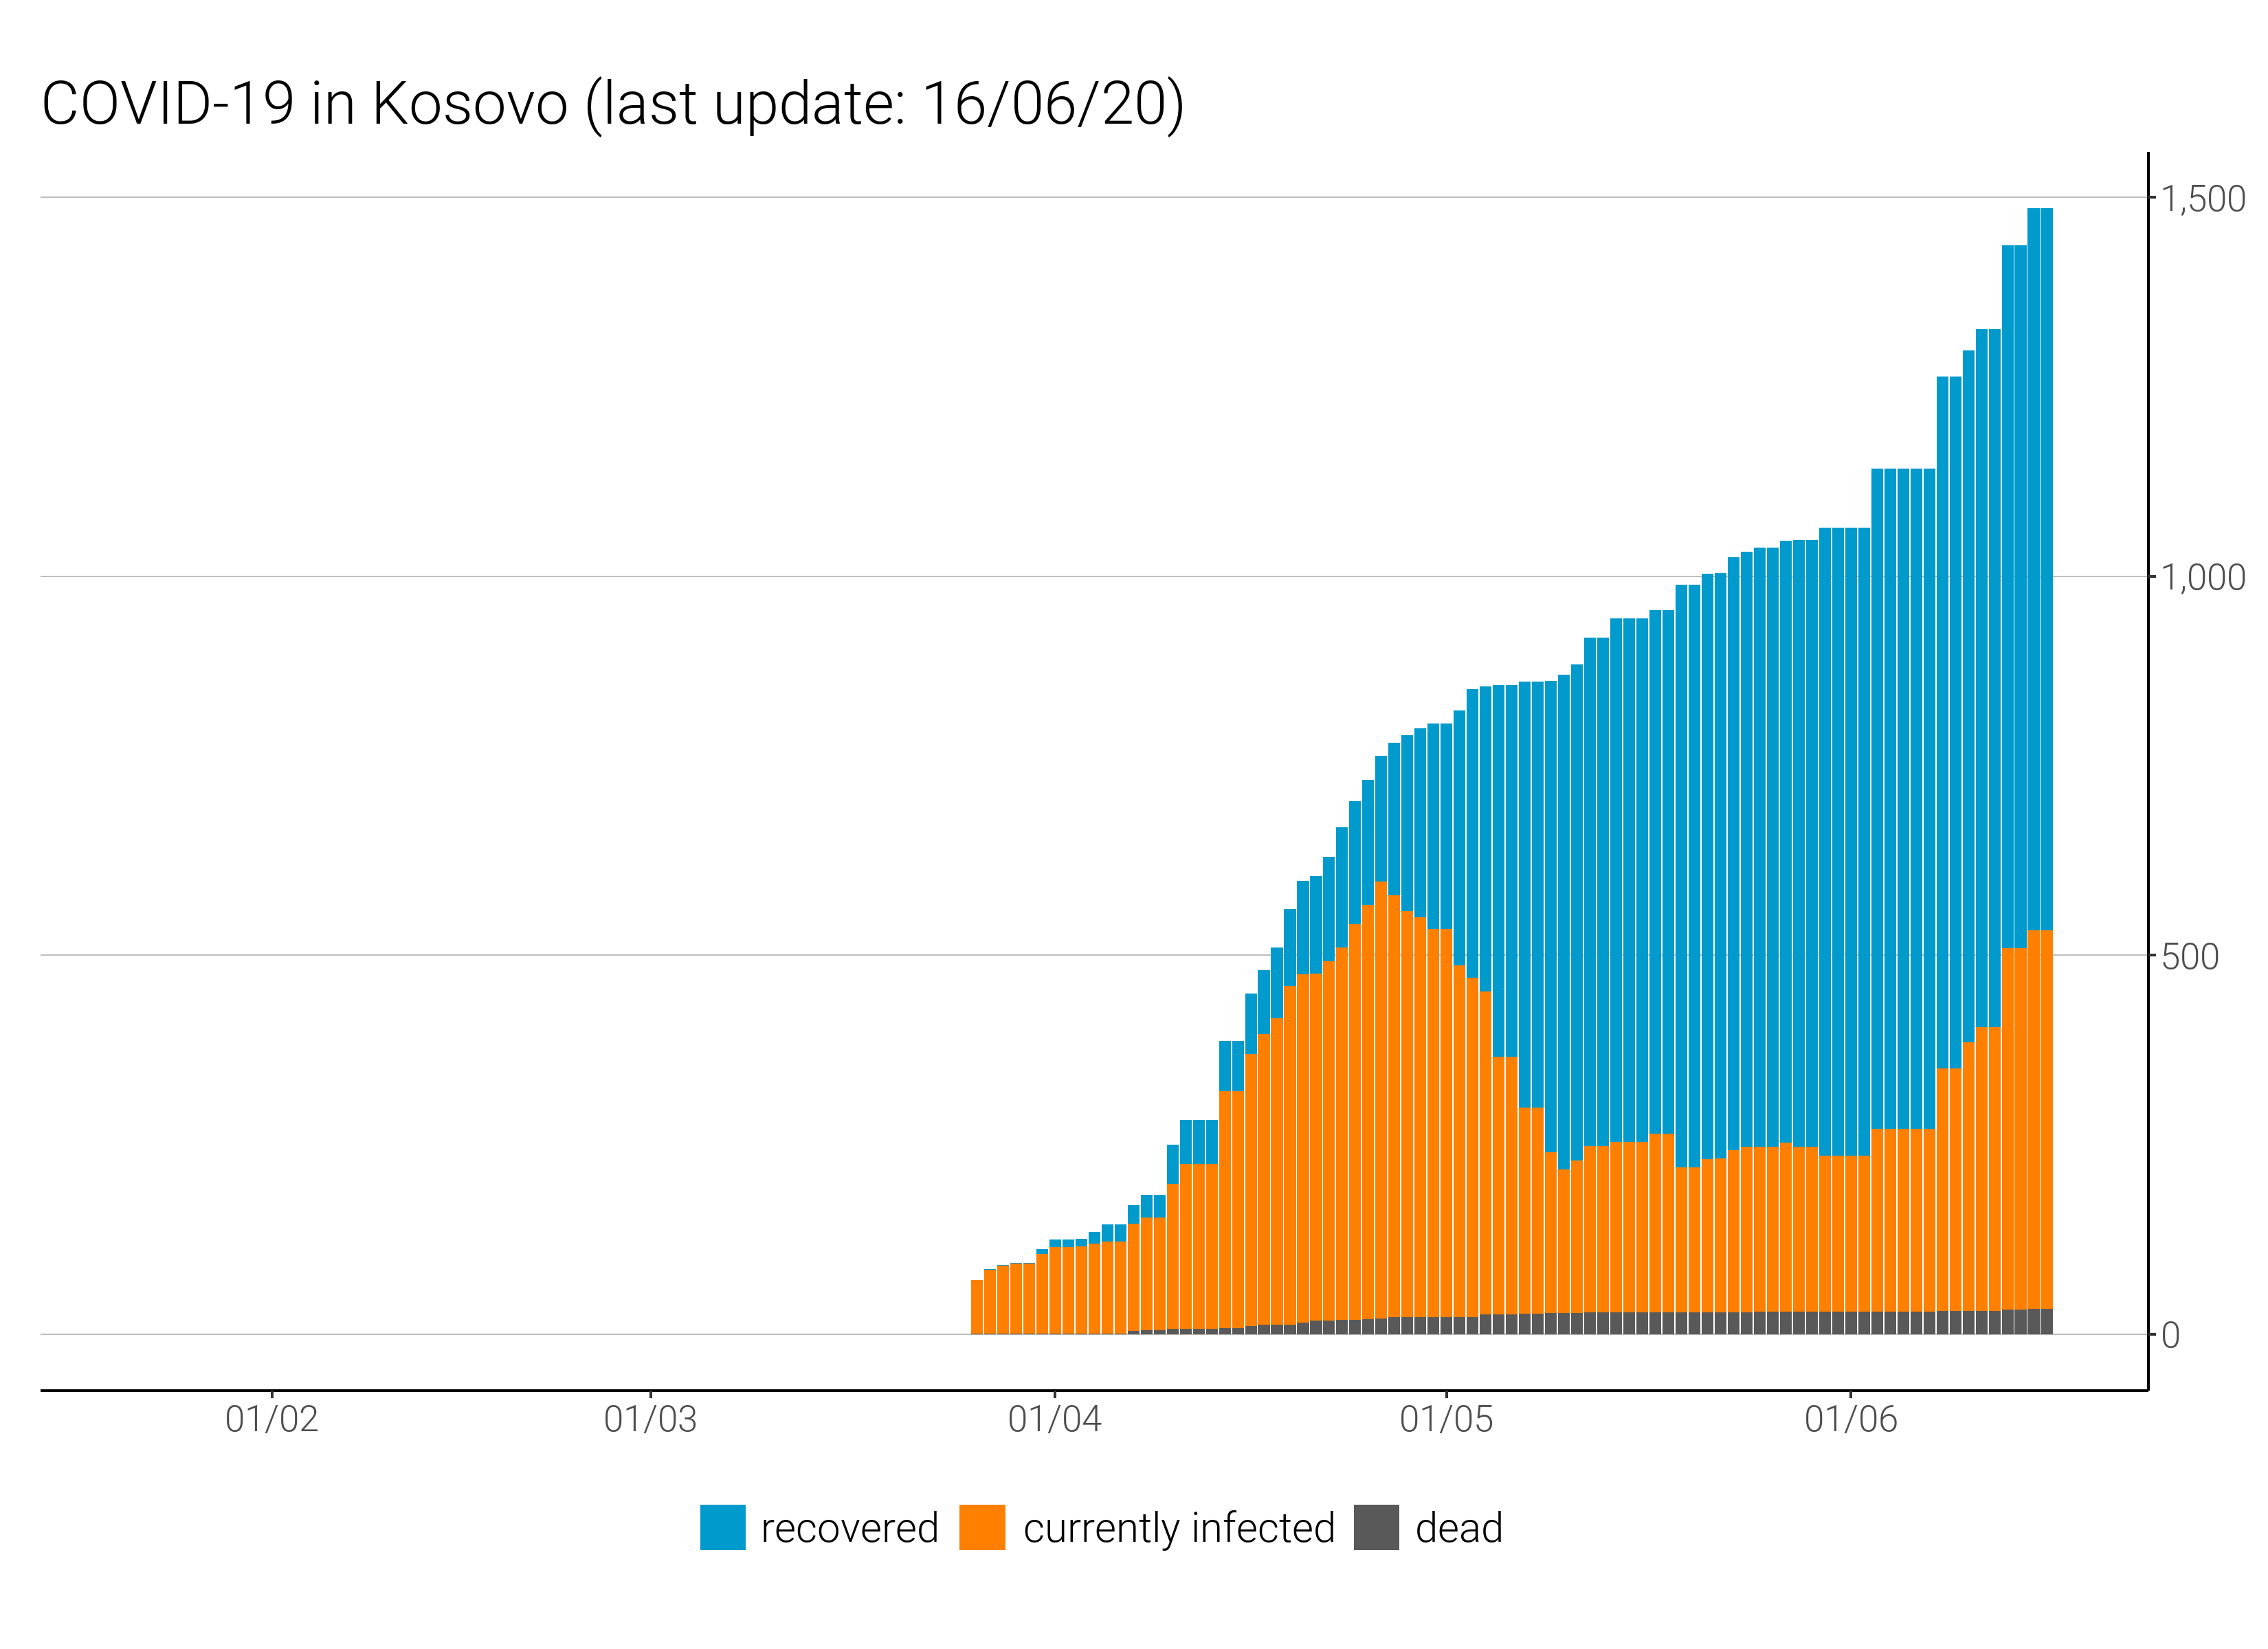 COVID-19 in Kosovo (last update: 16/06/20)
1,500
1,000
500
0
01/02 01/03 01/04 01/05 01/06
recovered currently infected dead